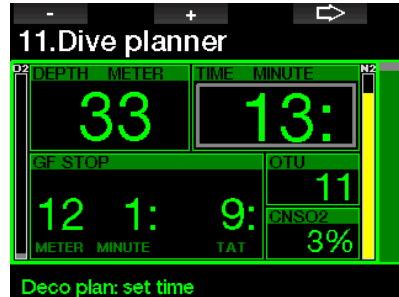 - +
11.Dive planner
O2 DEPTH METER TIME MINUTE N2
33 13:
GF STOP OTU
11
12 1: 9: CNSO2
METER MINUTE TAT 3%
Deco plan: set time